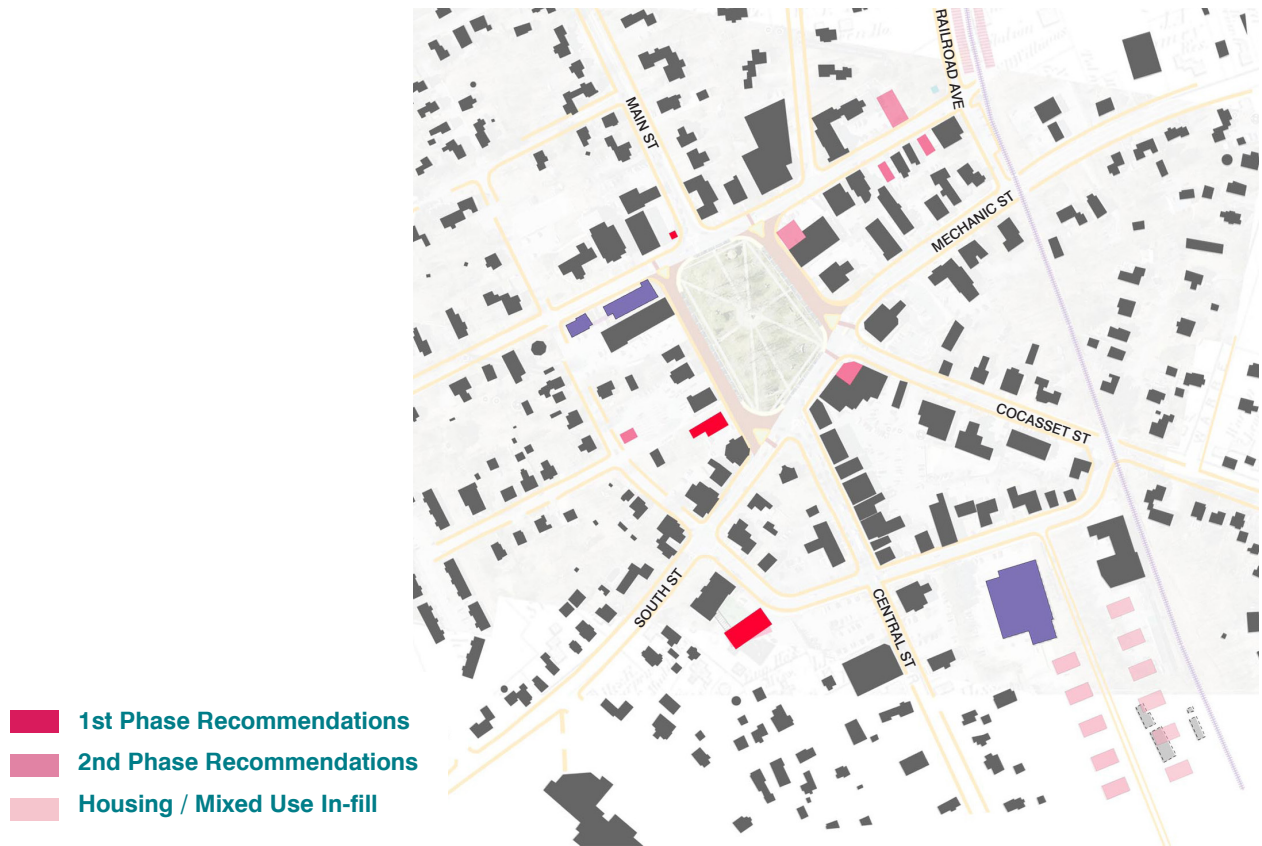 RAILROAD AVE
MAIN ST
MECHANIC ST
COCASSET ST
SOUTH ST
CENTRAL ST
1st Phase Recommendations
2nd Phase Recommendations
Housing / Mixed Use In-fill